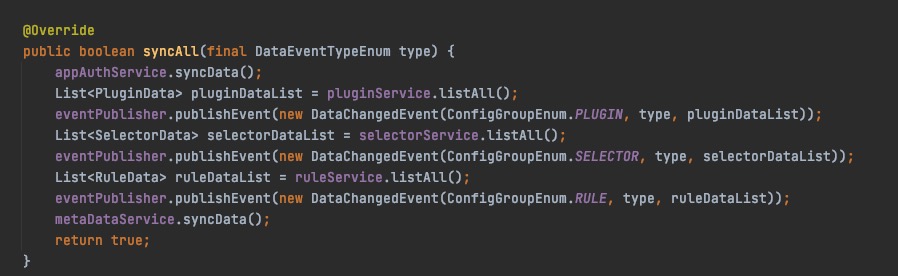 @Override
public boolean syncAll(final DataEventTypeEnum type) {
    appAuthService.syncData();
    List<PluginData> pluginDataList = pluginService.listAll();
    eventPublisher.publishEvent(new DataChangedEvent(ConfigGroupEnum.PLUGIN, type, pluginDataList));
    List<SelectorData> selectorDataList = selectorService.listAll();
    eventPublisher.publishEvent(new DataChangedEvent(ConfigGroupEnum.SELECTOR, type, selectorDataList));
    List<RuleData> ruleDataList = ruleService.listAll();
    eventPublisher.publishEvent(new DataChangedEvent(ConfigGroupEnum.RULE, type, ruleDataList));
    metaDataService.syncData();
    return true;
}